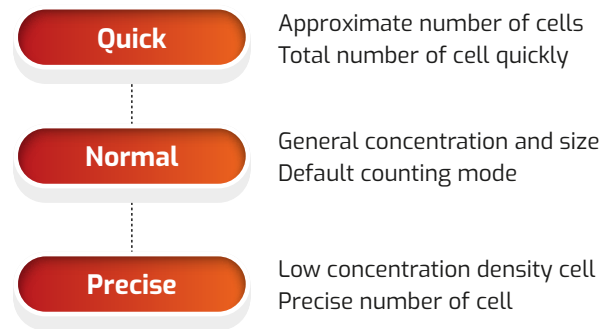 Quick
Approximate number of cells
Total number of cell quickly
Normal
General concentration and size
Default counting mode
Precise
Low concentration density cell
Precise number of cell